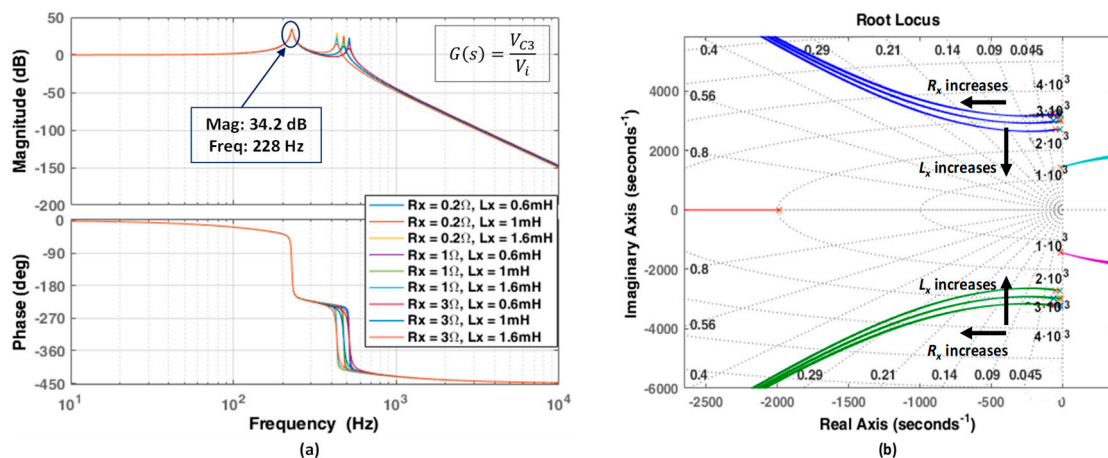 50
0
-50
-100
-150
-200
Magnitude (dB)
G(s) = V_{C3} / V_i
Mag: 34.2 dB
Freq: 228 Hz
0
-90
-180
-270
-360
-450
Phase (deg)
Rx = 0.2Ω, Lx = 0.6mH
Rx = 0.2Ω, Lx = 1mH
Rx = 0.2Ω, Lx = 1.6mH
Rx = 1Ω, Lx = 0.6mH
Rx = 1Ω, Lx = 1mH
Rx = 1Ω, Lx = 1.6mH
Rx = 3Ω, Lx = 0.6mH
Rx = 3Ω, Lx = 1mH
Rx = 3Ω, Lx = 1.6mH
10^1 10^2 10^3 10^4
Frequency (Hz)
(a)
Root Locus
0.4 0.29 0.21 0.14 0.09 0.045
4·10^3
R_x increases
3·10^3
0.56
2·10^3
0.8
L_x increases
1·10^3
1·10^3
0.8
L_x increases
2·10^3
3·10^3
0.56
R_x increases
4·10^3
0.4 0.29 0.21 0.14 0.09 0.045
4000
2000
0
-2000
-4000
-6000
Imaginary Axis (seconds^-1)
-2500 -2000 -1500 -1000 -500 0
Real Axis (seconds^-1)
(b)